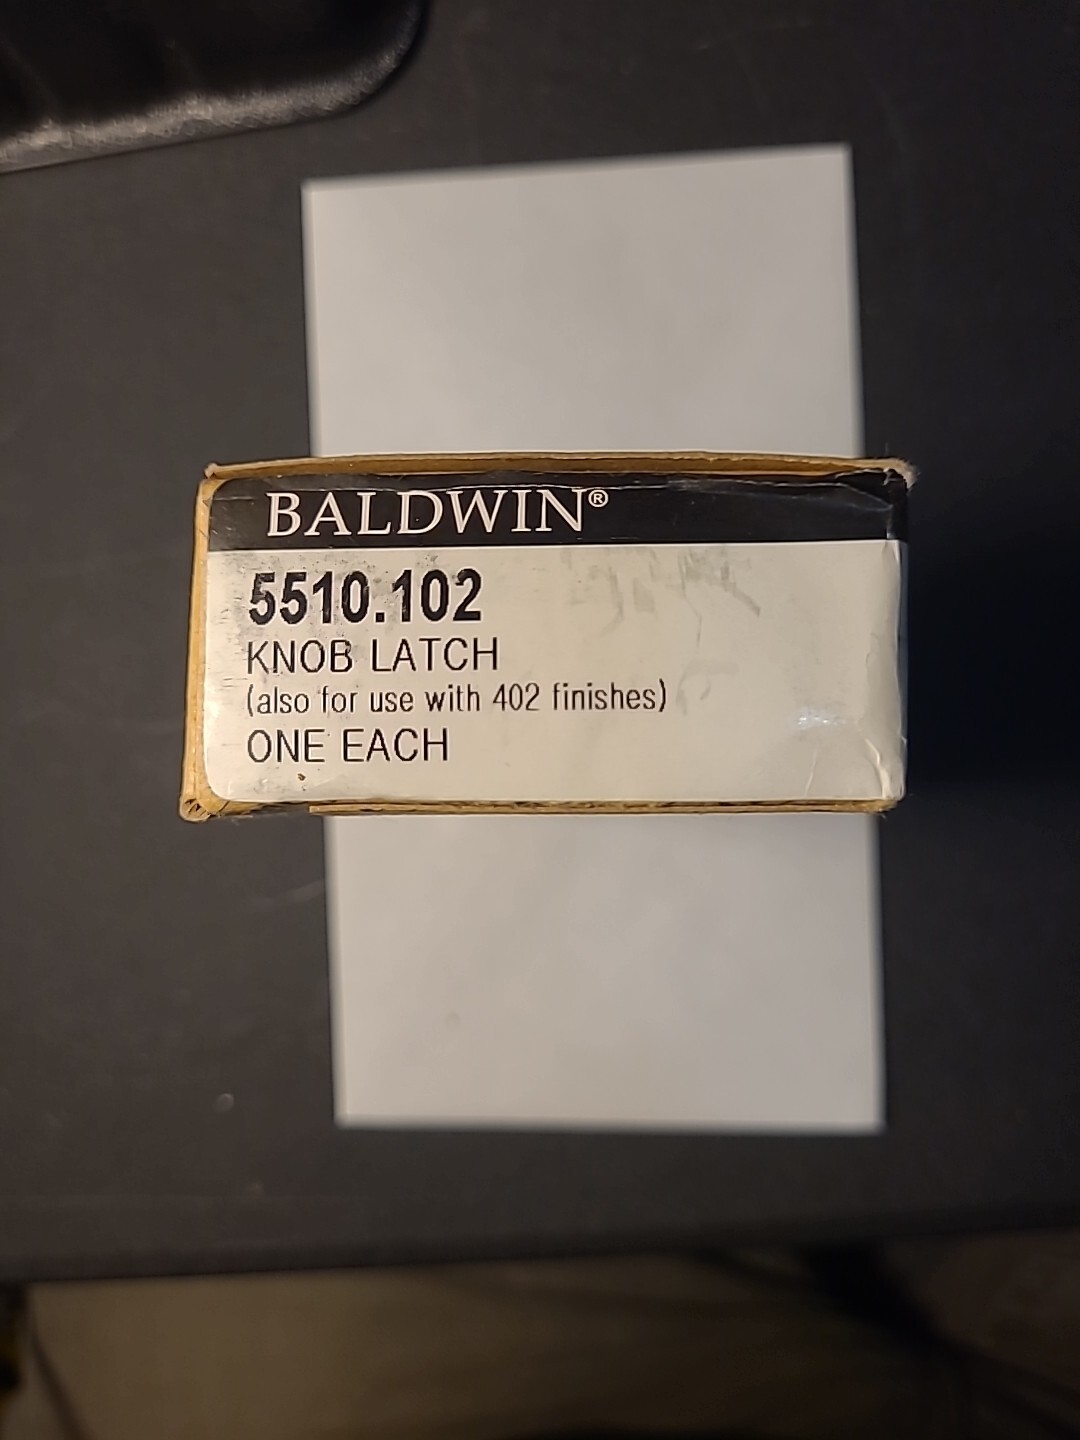 BALDWIN®
5510.102
KNOB LATCH
(also for use with 402 finishes)
ONE EACH